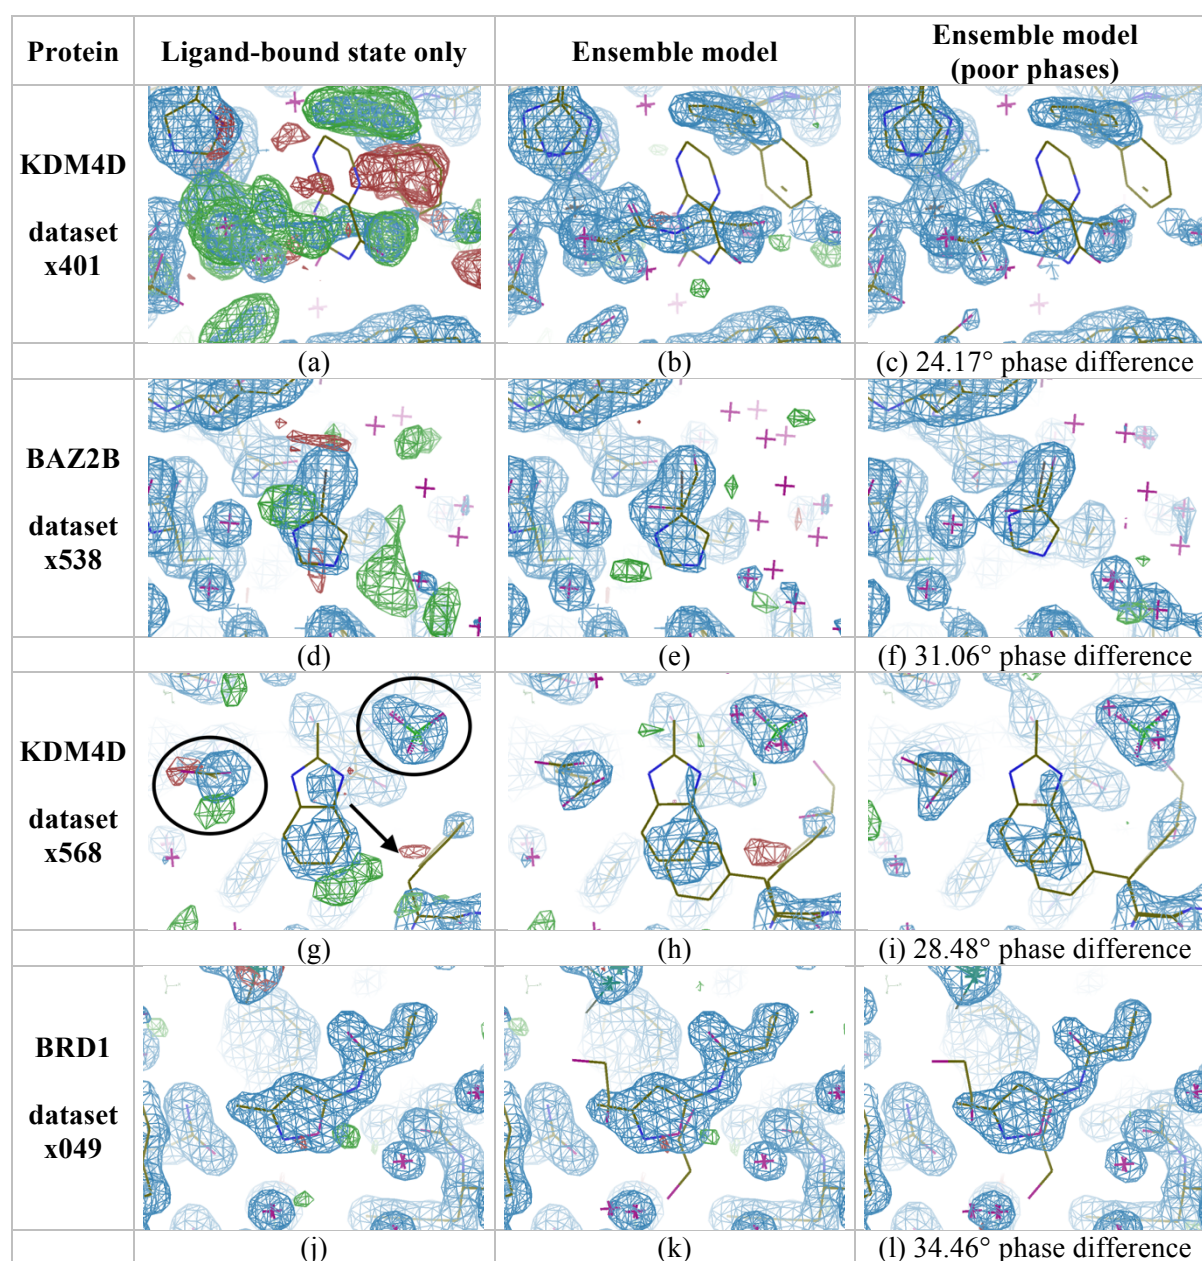 Protein
Ligand-bound state only
Ensemble model
Ensemble model
(poor phases)
KDM4D
dataset
x401
(a)
(b)
(c) 24.17° phase difference
BAZ2B
dataset
x538
(d)
(e)
(f) 31.06° phase difference
KDM4D
dataset
x568
(g)
(h)
(i) 28.48° phase difference
BRD1
dataset
x049
(j)
(k)
(l) 34.46° phase difference